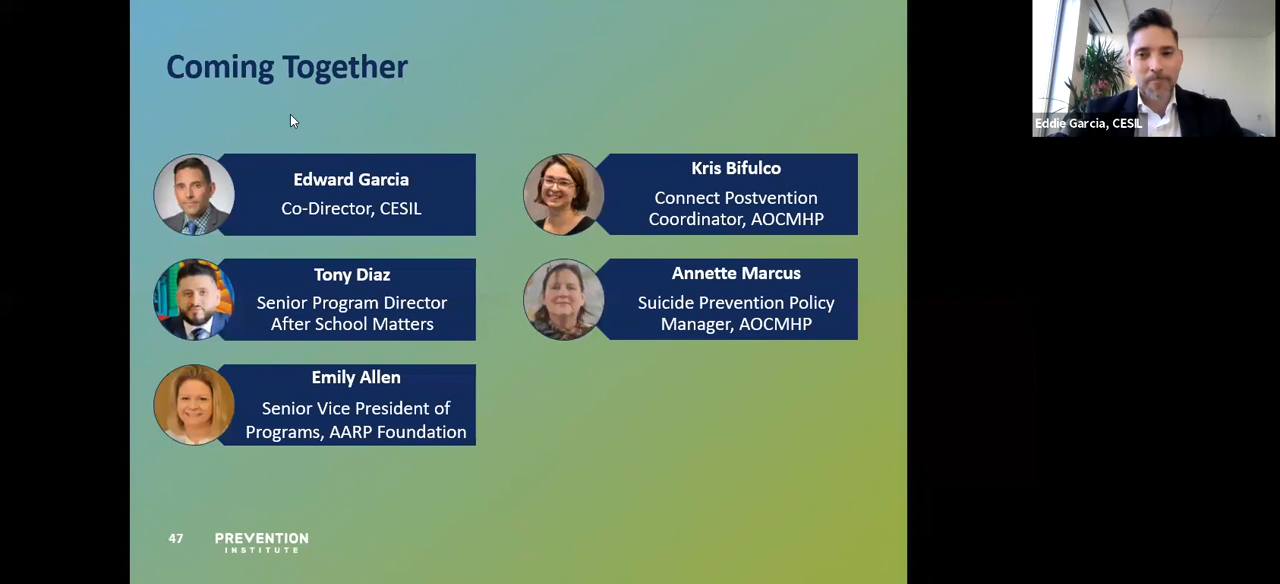 Coming Together
Edward Garcia
Co-Director, CESIL
Tony Diaz
Senior Program Director
After School Matters
Emily Allen
Senior Vice President of
Programs, AARP Foundation
Kris Bifulco
Connect Postvention
Coordinator, AOCMHP
Annette Marcus
Suicide Prevention Policy
Manager, AOCMHP
47
PREVENTION
INSTITUTE
Eddie Garcia, CESIL